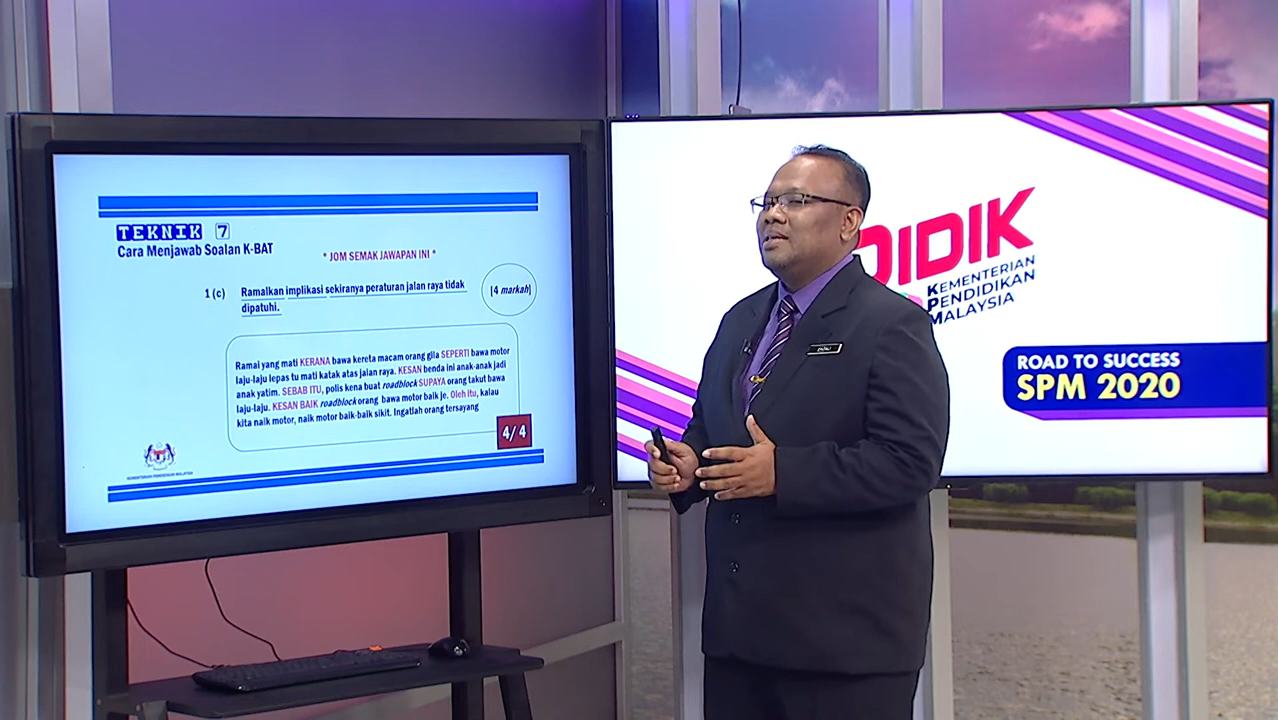 TEKNIK 7
Cara Menjawab Soalan K-BAT
* JOM SEMAK JAWAPAN INI *
1 (c) Ramalkan implikasi sekiranya peraturan jalan raya tidak
dipatuhi.
[4 markah]
Ramai yang mati KERANA bawa kereta macam orang gila SEPERTI bawa motor
laju-laju lepas tu mati katak atas jalan raya. KESAN benda ini anak-anak jadi
anak yatim. SEBAB ITU, polis kena buat roadblock SUPAYA orang takut bawa
laju-laju. KESAN BAIK roadblock orang bawa motor baik je. Oleh Itu, kalau
kita naik motor, naik motor baik-baik sikit. Ingatlah orang tersayang
4/4
KEMENTERIAN PENDIDIKAN MALAYSIA
DIDIK
KEMENTERIAN
PENDIDIKAN
MALAYSIA
ROAD TO SUCCESS
SPM 2020